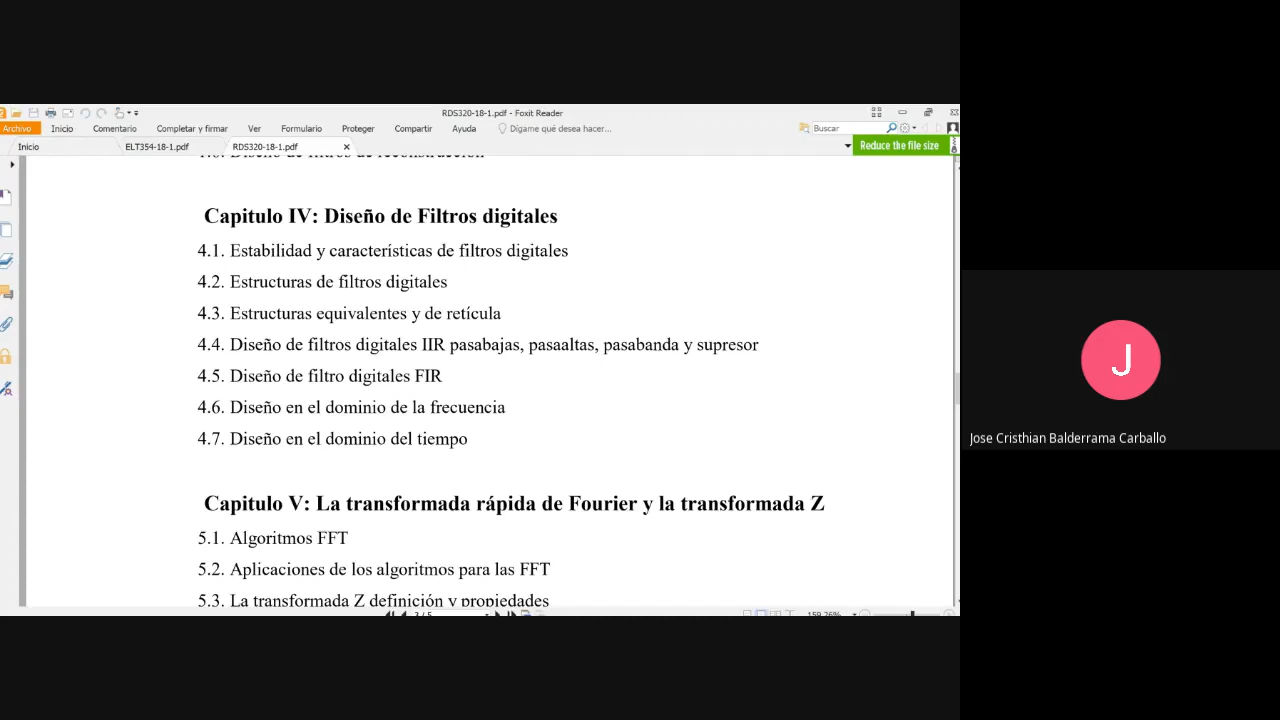 RDS320-18-1.pdf - Foxit Reader
Archivo Inicio Comentario Completar y firmar Ver Formulario Proteger Compartir Ayuda Dígame qué desea hacer... Buscar
Inicio ELT354-18-1.pdf RDS320-18-1.pdf Reduce the file size
Capitulo IV: Diseño de Filtros digitales
4.1. Estabilidad y características de filtros digitales
4.2. Estructuras de filtros digitales
4.3. Estructuras equivalentes y de retícula
4.4. Diseño de filtros digitales IIR pasabajas, pasaaltas, pasabanda y supresor
4.5. Diseño de filtro digitales FIR
4.6. Diseño en el dominio de la frecuencia
4.7. Diseño en el dominio del tiempo
Capitulo V: La transformada rápida de Fourier y la transformada Z
5.1. Algoritmos FFT
5.2. Aplicaciones de los algoritmos para las FFT
5.3. La transformada Z definición y propiedades
3 / 5 159.26%
J
Jose Cristhian Balderrama Carballo